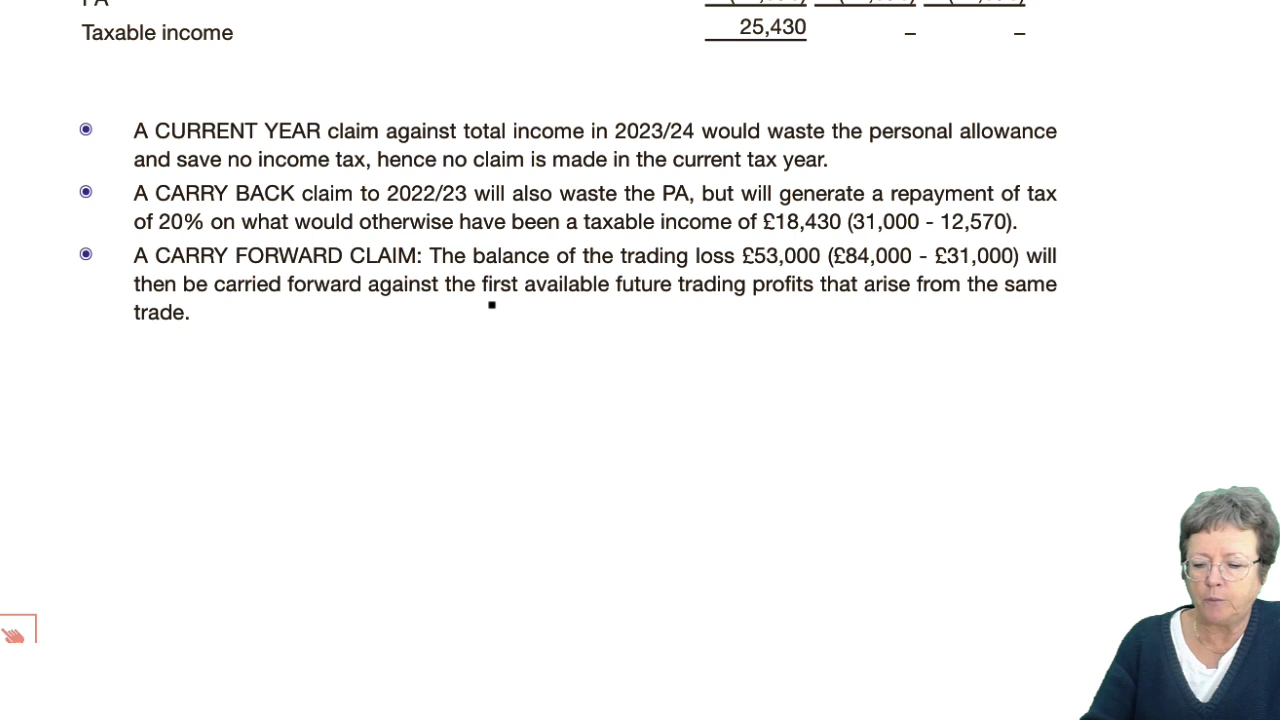 PA
Taxable income 25,430 – –
A CURRENT YEAR claim against total income in 2023/24 would waste the personal allowance
and save no income tax, hence no claim is made in the current tax year.
A CARRY BACK claim to 2022/23 will also waste the PA, but will generate a repayment of tax
of 20% on what would otherwise have been a taxable income of £18,430 (31,000 - 12,570).
A CARRY FORWARD CLAIM: The balance of the trading loss £53,000 (£84,000 - £31,000) will
then be carried forward against the first available future trading profits that arise from the same
trade.